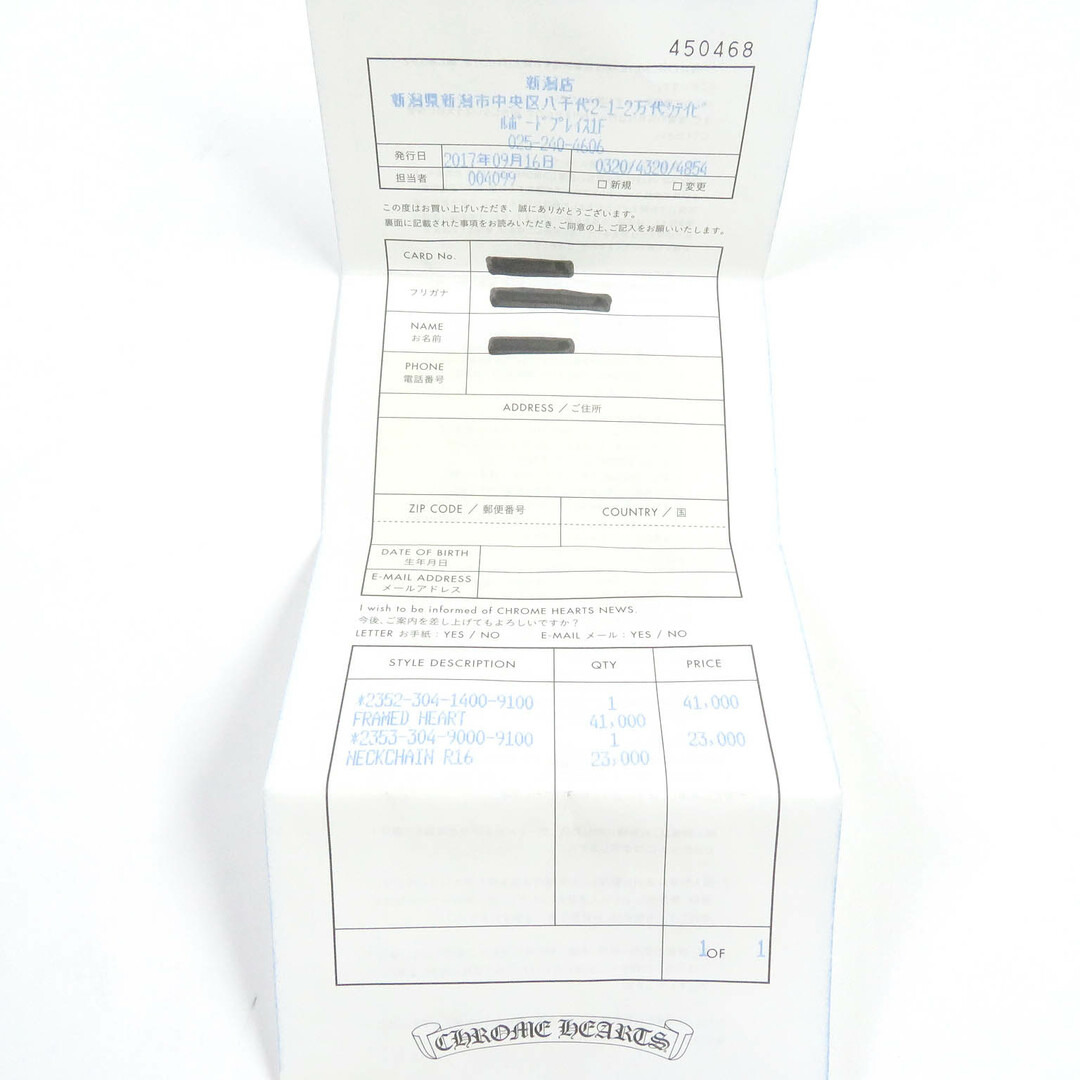 450468
新潟店
新潟県新潟市中央区八千代2-1-2万代シテイビ
ルボードプレイス1F
025-240-4606
発行日 2017年09月16日 0320/4320/4854
担当者 004099 □ 新規 □ 変更
この度はお買い上げいただき、誠にありがとうございます。
裏面に記載された事項をお読みいただき、ご同意の上、ご記入をお願いいたします。
CARD No.
フリガナ
NAME
お名前
PHONE
電話番号
ADDRESS / ご住所
ZIP CODE / 郵便番号 COUNTRY / 国
DATE OF BIRTH
生年月日
E-MAIL ADDRESS
メールアドレス
I wish to be informed of CHROME HEARTS NEWS.
今後、ご案内を差し上げてもよろしいですか？
LETTER お手紙 : YES / NO E-MAIL メール : YES / NO
STYLE DESCRIPTION QTY PRICE
*2352-304-1400-9100 1 41,000
FRAMED HEART 41,000
*2353-304-9000-9100 1 23,000
NECKCHAIN R16 23,000
1 OF 1
CHROME HEARTS